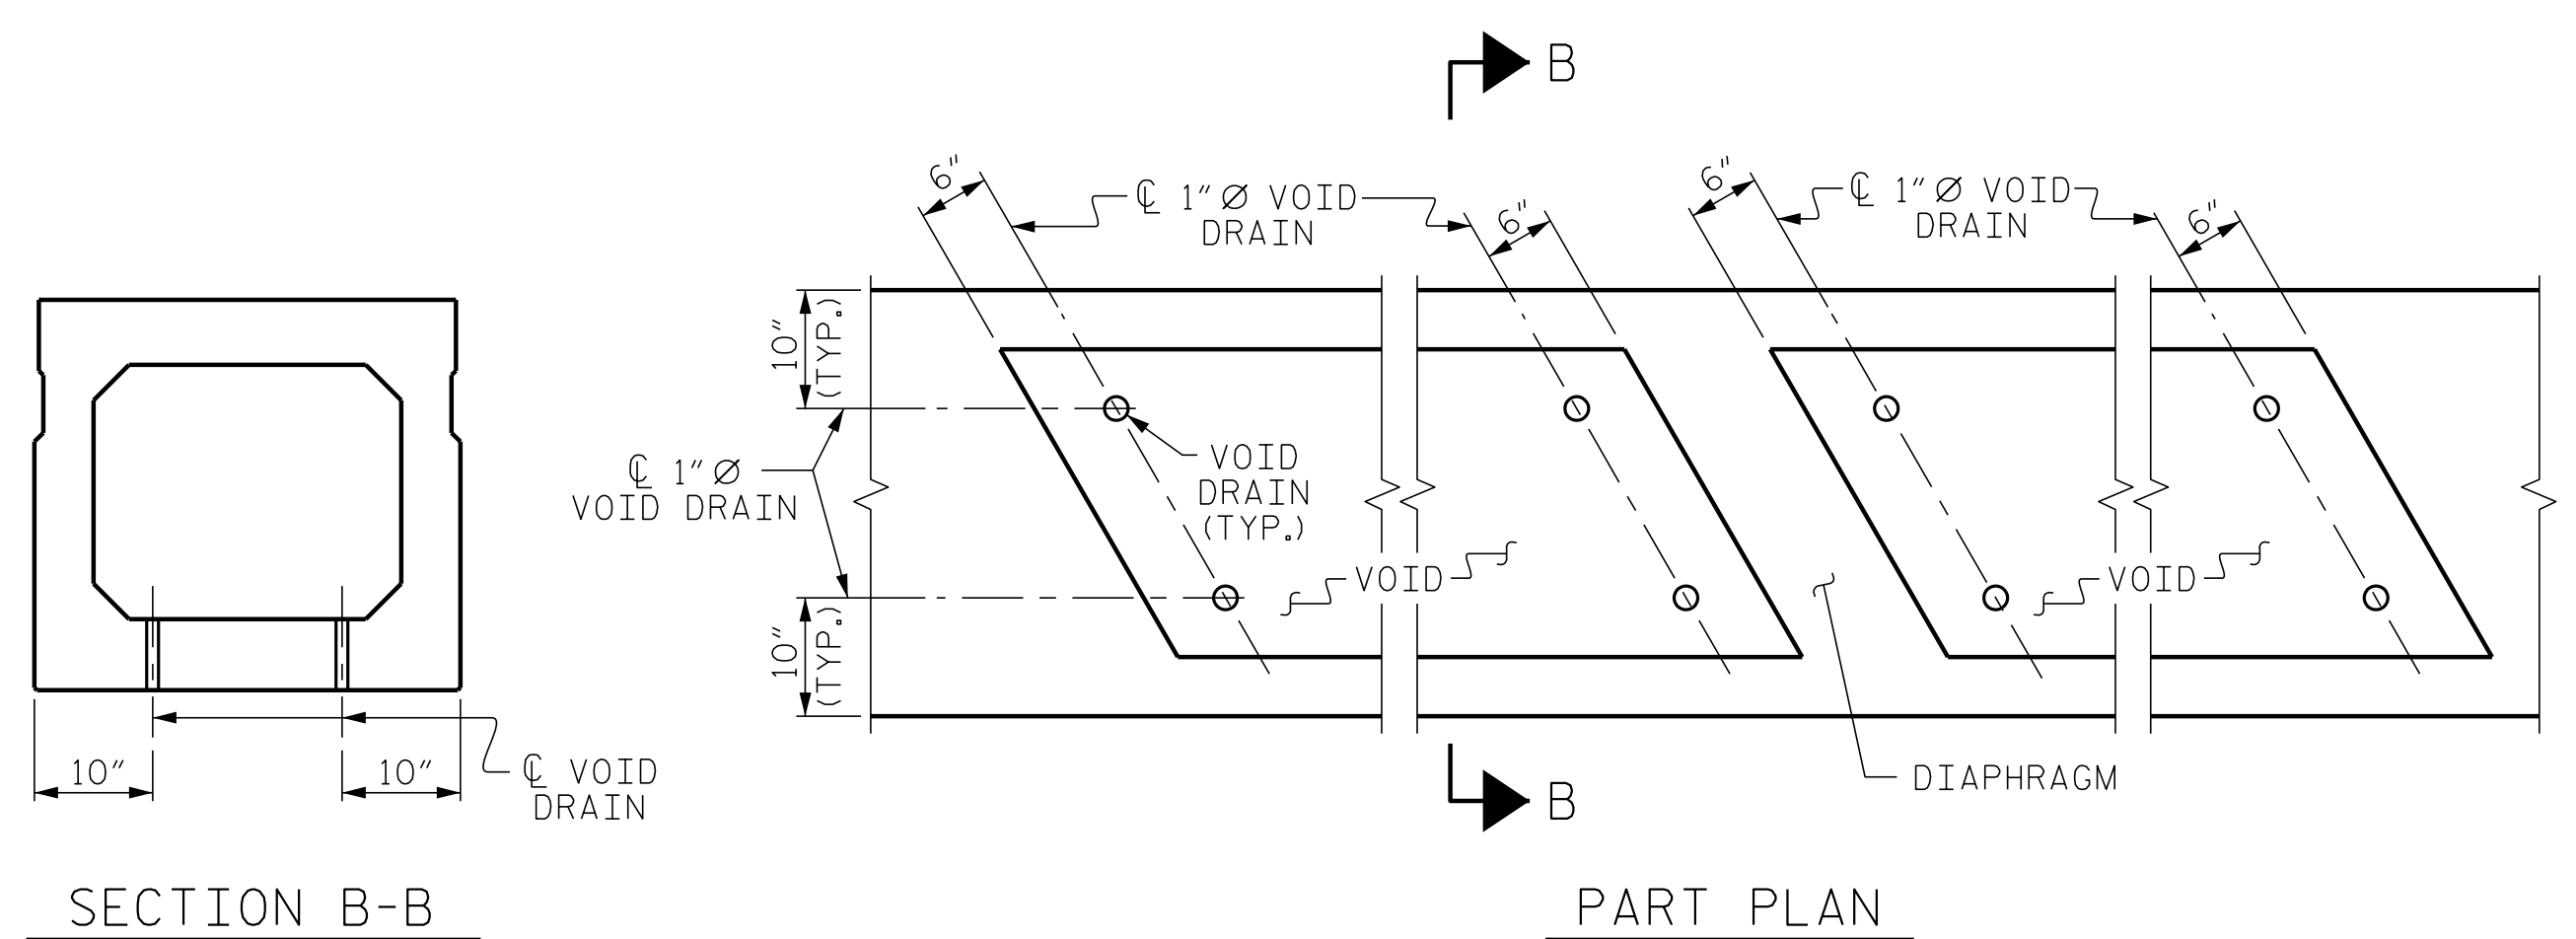 B
6"
℄ 1"Ø VOID
DRAIN
6"
6"
℄ 1"Ø VOID
DRAIN
6"
10"
(TYP.)
℄ 1"Ø
VOID DRAIN
VOID
DRAIN
(TYP.)
VOID
VOID
10"
(TYP.)
10"
10"
℄ VOID
DRAIN
DIAPHRAGM
B
SECTION B-B
PART PLAN